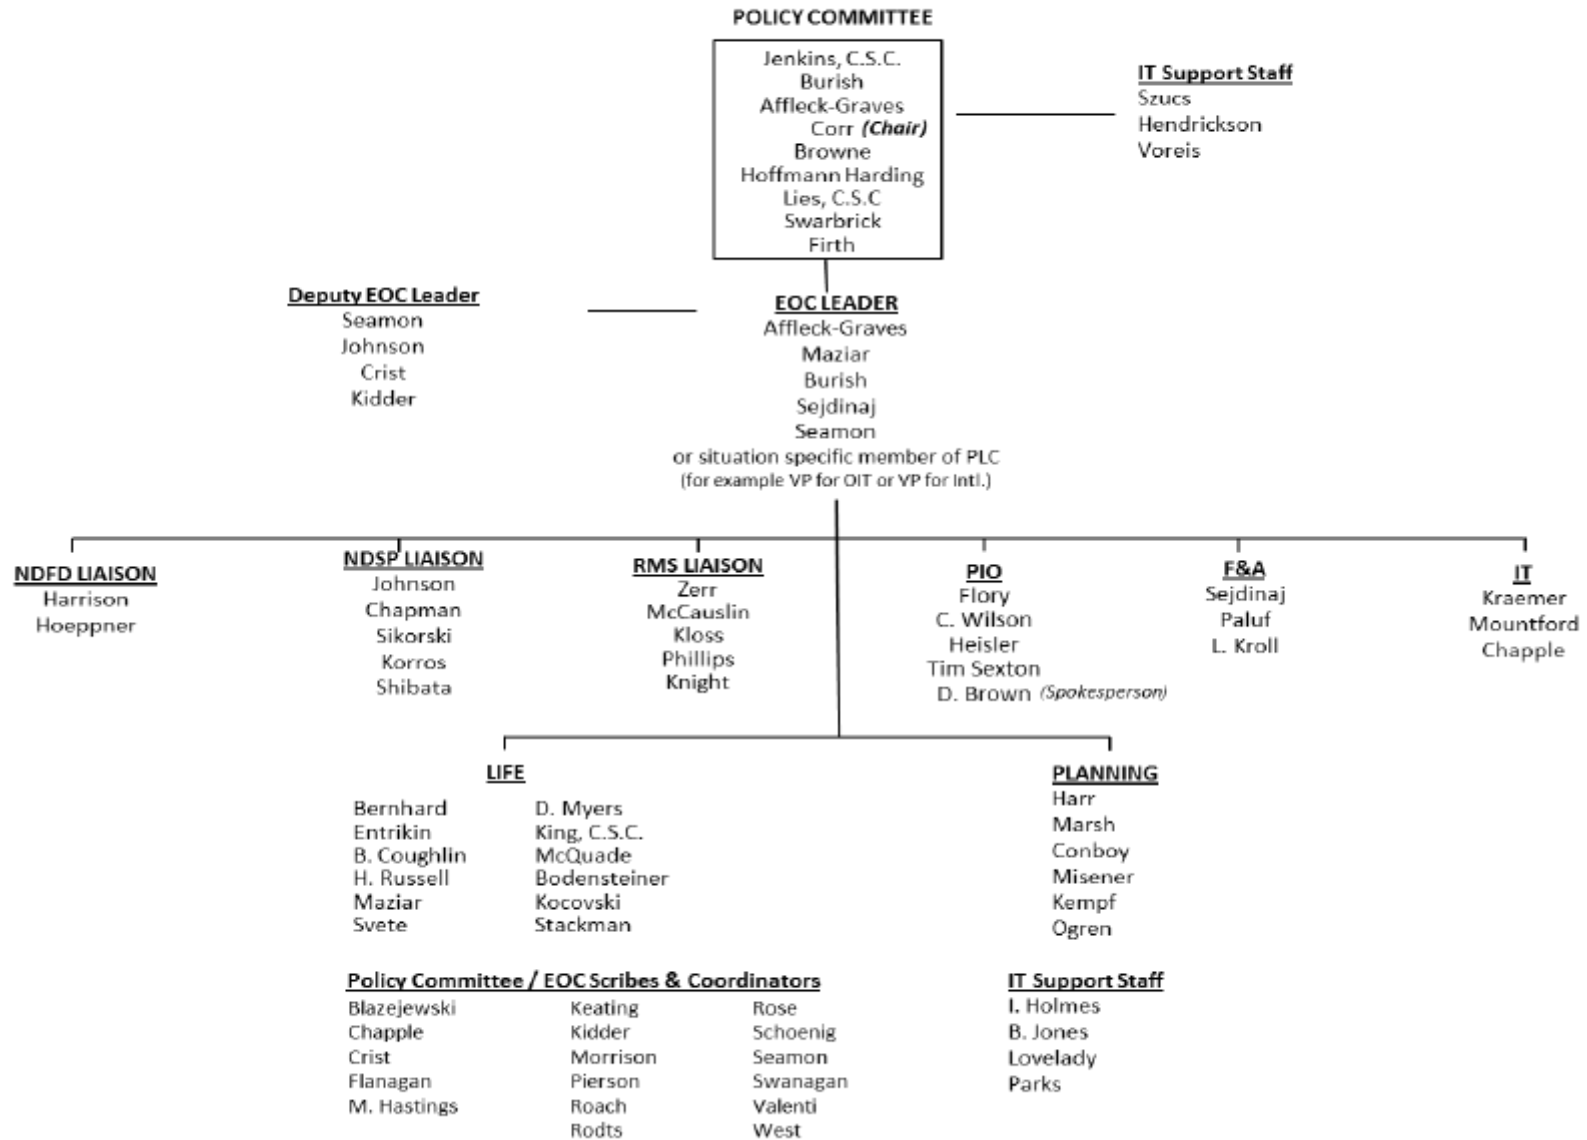 POLICY COMMITTEE
Jenkins, C.S.C.
Burish
Affleck-Graves
Corr (Chair)
Browne
Hoffmann Harding
Lies, C.S.C
Swarbrick
Firth
IT Support Staff
Szucs
Hendrickson
Voreis
Deputy EOC Leader
Seamon
Johnson
Crist
Kidder
EOC LEADER
Affleck-Graves
Maziar
Burish
Sejdinaj
Seamon
or situation specific member of PLC
(for example VP for OIT or VP for Intl.)
NDFD LIAISON
Harrison
Hoeppner
NDSP LIAISON
Johnson
Chapman
Sikorski
Korros
Shibata
RMS LIAISON
Zerr
McCauslin
Kloss
Phillips
Knight
PIO
Flory
C. Wilson
Heisler
Tim Sexton
D. Brown (Spokesperson)
F&A
Sejdinaj
Paluf
L. Kroll
IT
Kraemer
Mountford
Chapple
LIFE
Bernhard
Entrikin
B. Coughlin
H. Russell
Maziar
Svete
D. Myers
King, C.S.C.
McQuade
Bodensteiner
Kocovski
Stackman
PLANNING
Harr
Marsh
Conboy
Misener
Kempf
Ogren
Policy Committee / EOC Scribes & Coordinators
Blazejewski
Chapple
Crist
Flanagan
M. Hastings
Keating
Kidder
Morrison
Pierson
Roach
Rodts
Rose
Schoenig
Seamon
Swanagan
Valenti
West
IT Support Staff
I. Holmes
B. Jones
Lovelady
Parks